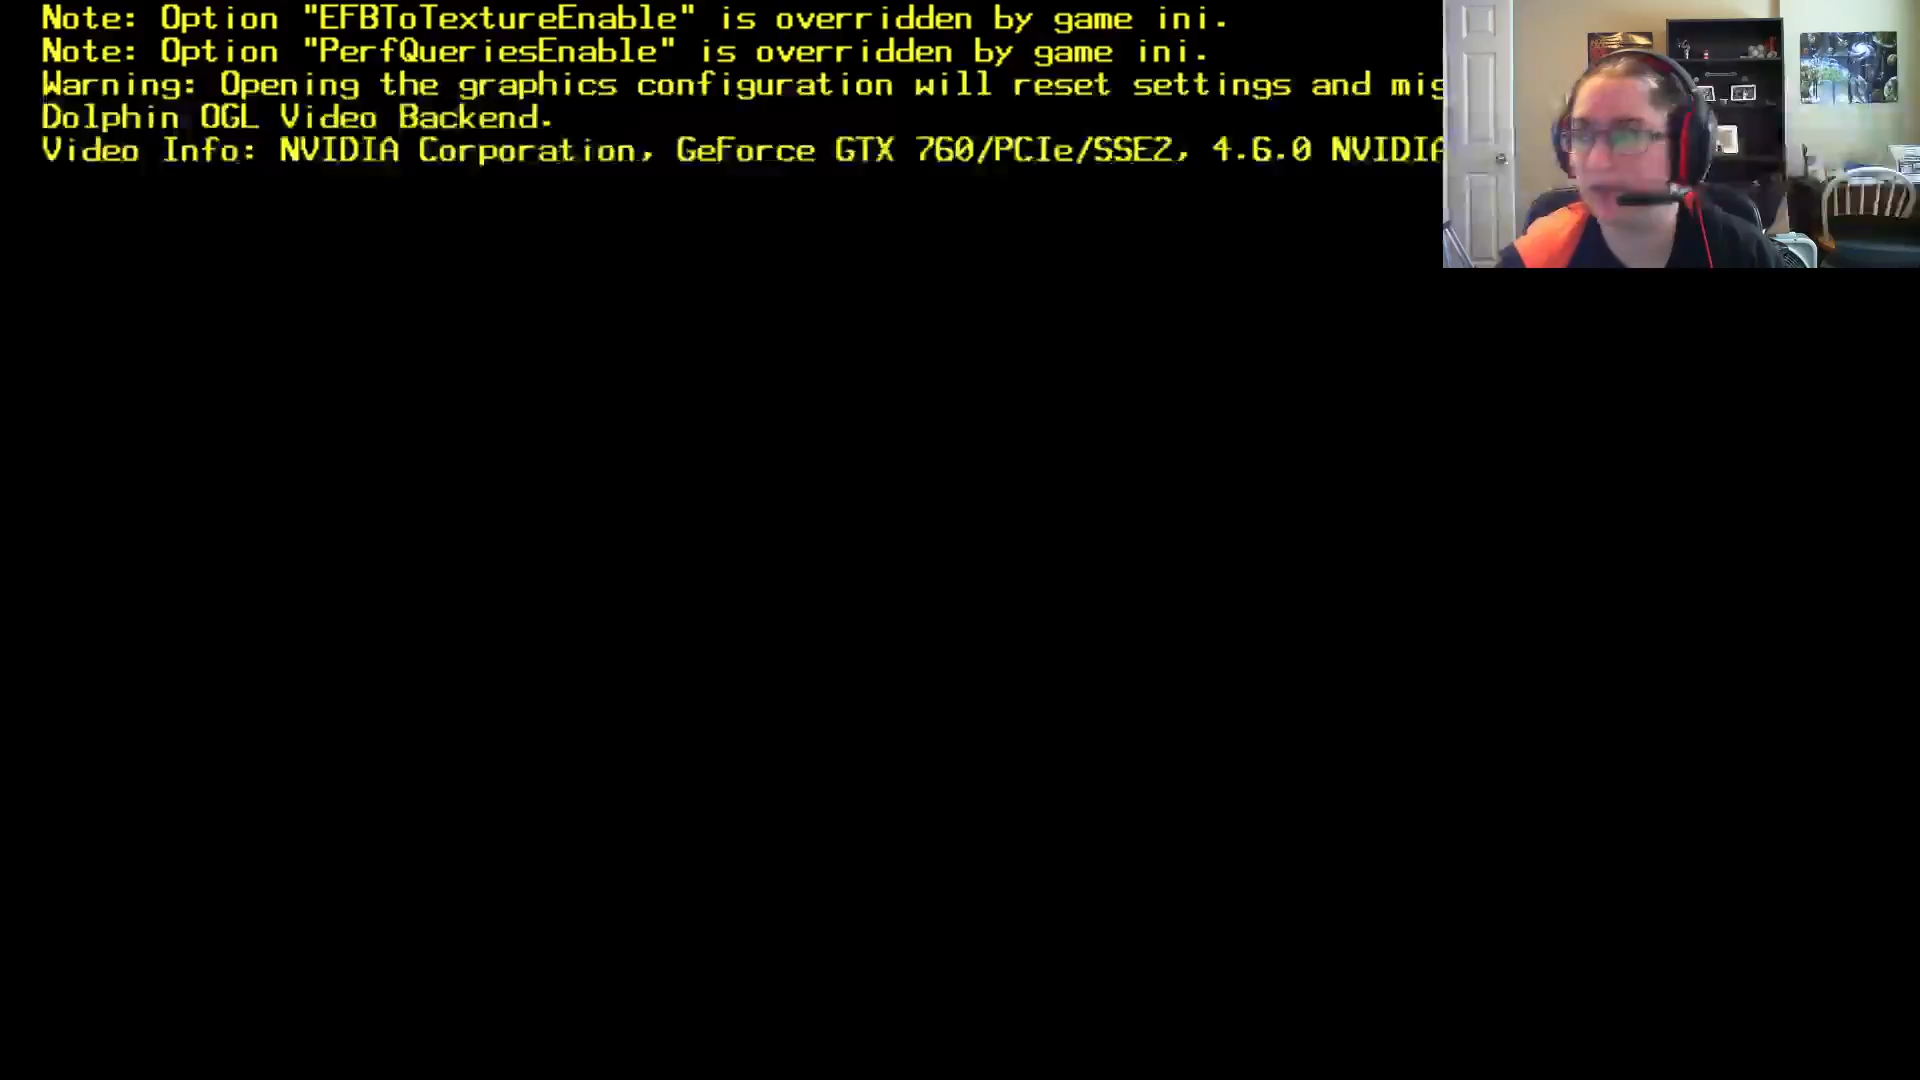 Note: Option "EFBToTextureEnable" is overridden by game ini.
Note: Option "PerfQueriesEnable" is overridden by game ini.
Warning: Opening the graphics configuration will reset settings and mig
Dolphin OGL Video Backend.
Video Info: NVIDIA Corporation, GeForce GTX 760/PCIe/SSE2, 4.6.0 NVIDIA